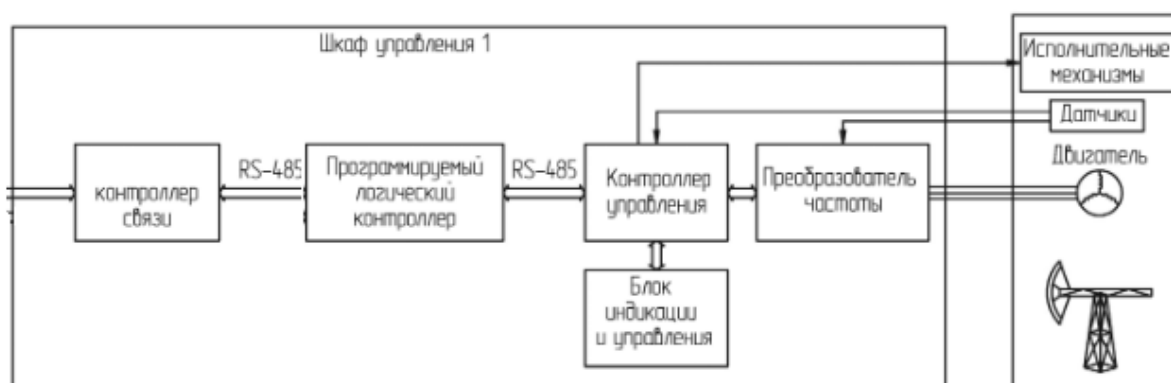 Шкаф управления 1
Исполнительные
механизмы
Датчики
Двигатель
контроллер
связи
RS-485
Программируемый
логический
контроллер
RS-485
Контроллер
управления
Преобразователь
частоты
Блок
индикации
и управления